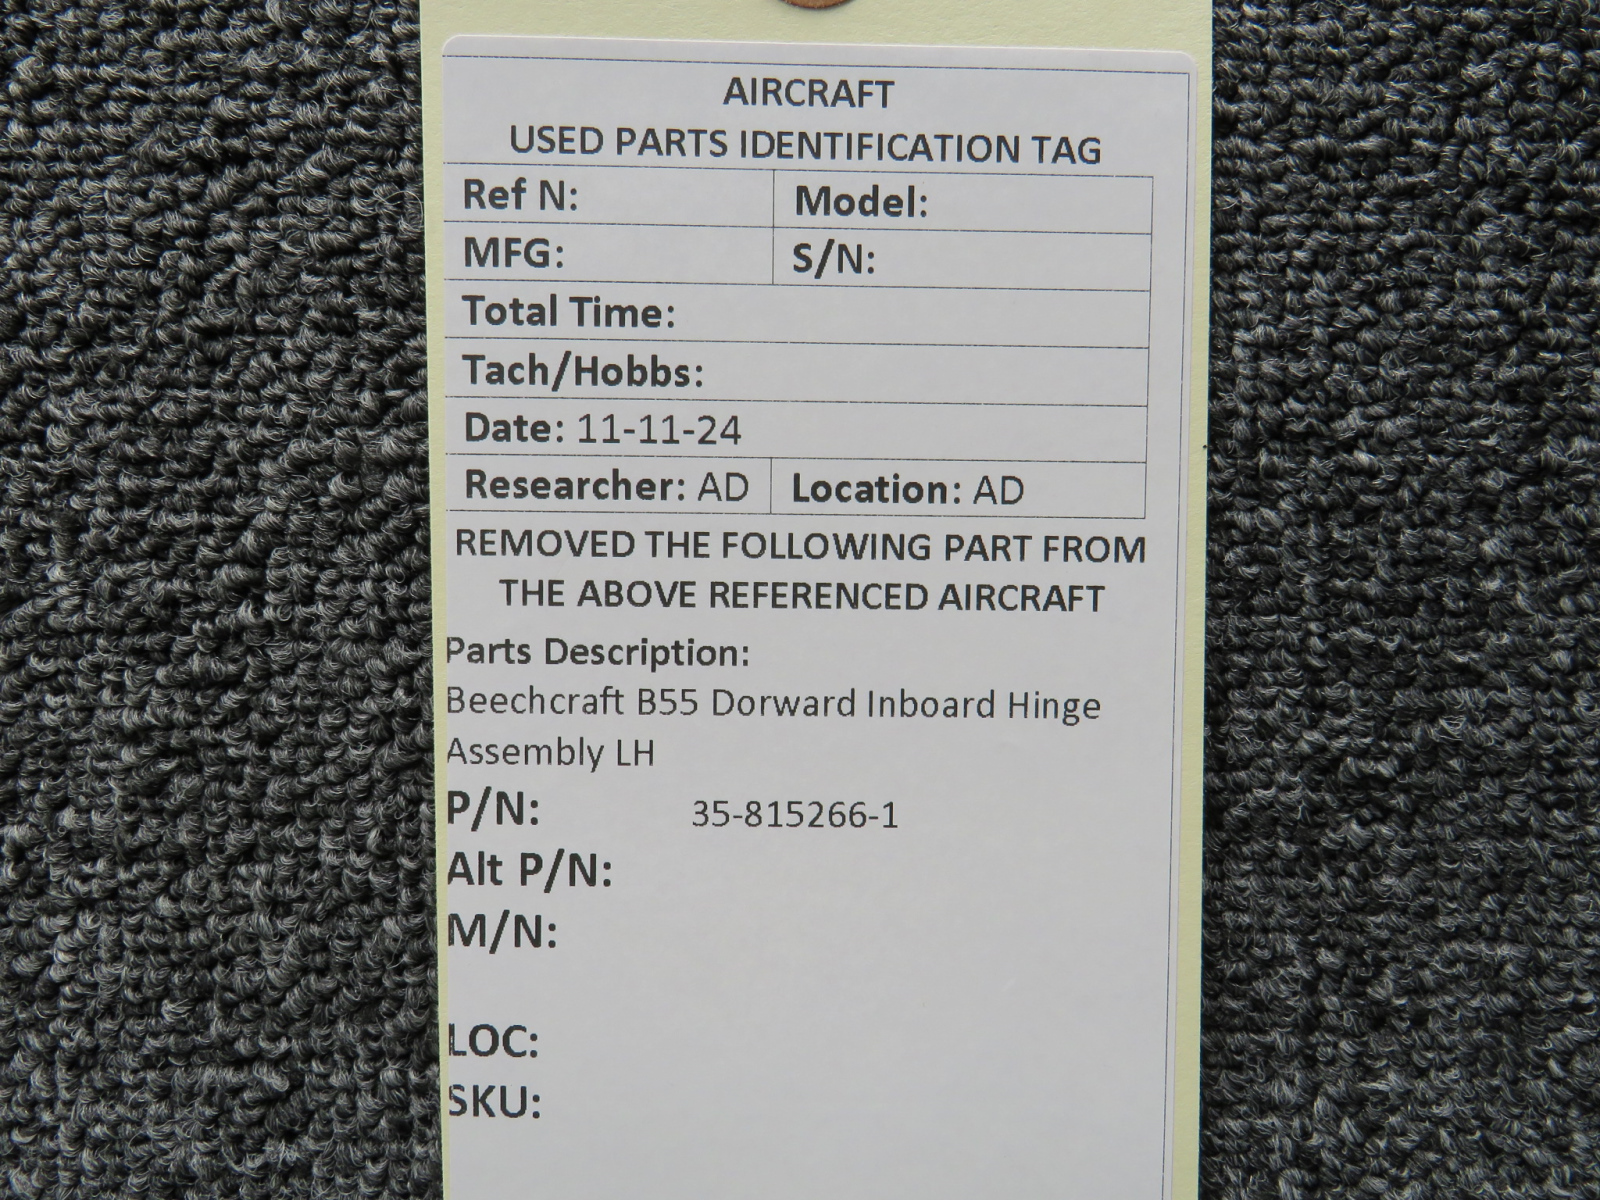 AIRCRAFT
USED PARTS IDENTIFICATION TAG
Ref N: Model:
MFG: S/N:
Total Time:
Tach/Hobbs:
Date: 11-11-24
Researcher: AD Location: AD
REMOVED THE FOLLOWING PART FROM
THE ABOVE REFERENCED AIRCRAFT
Parts Description:
Beechcraft B55 Dorward Inboard Hinge
Assembly LH
P/N: 35-815266-1
Alt P/N:
M/N:
LOC:
SKU: